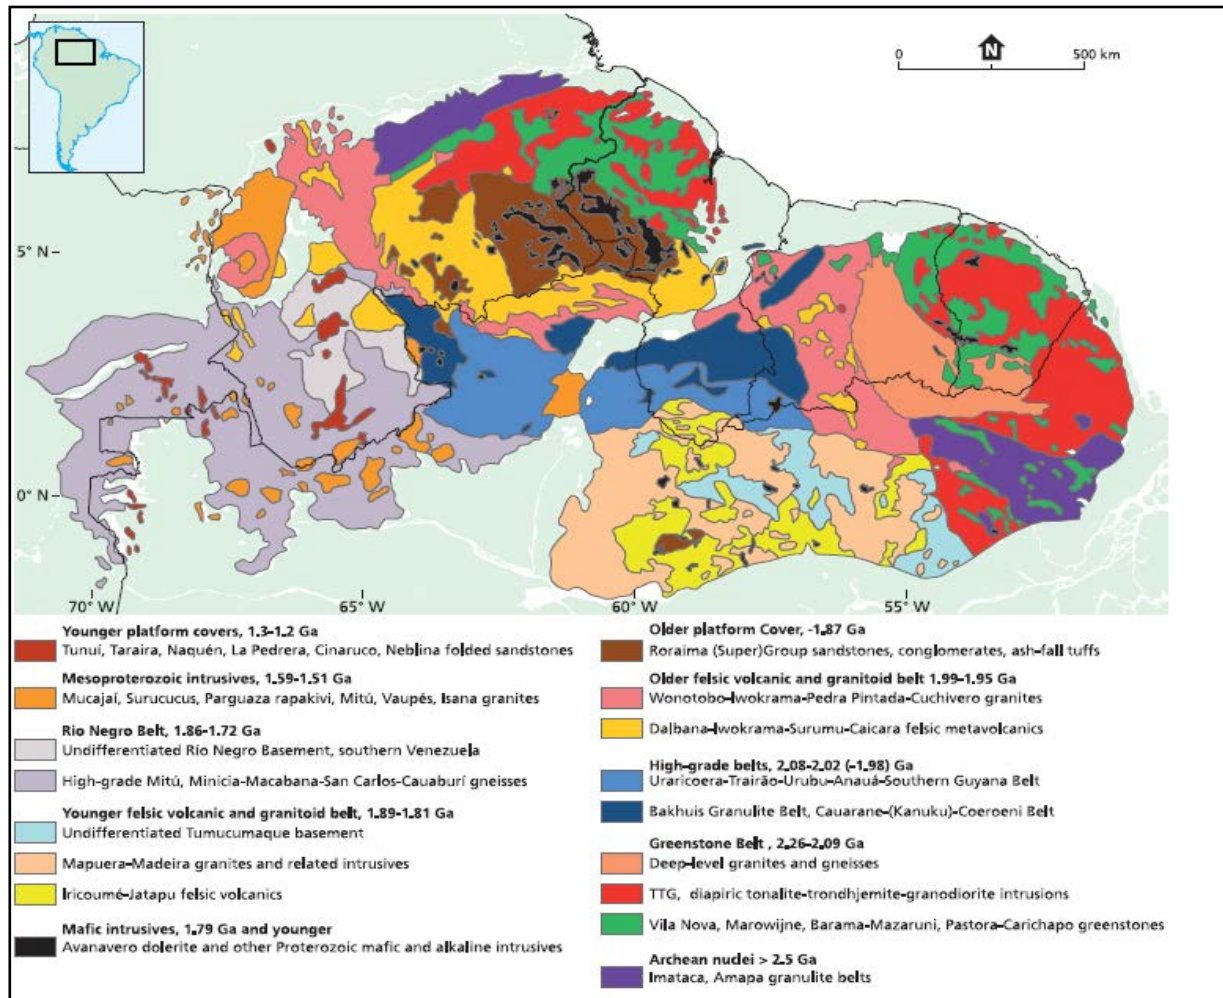 N
0 500 km
5° N
0° N
70° W 65° W 60° W 55° W
Younger platform covers, 1.3-1.2 Ga
Tunuí, Taraira, Naquén, La Pedrera, Cinaruco, Neblina folded sandstones
Mesoproterozoic intrusives, 1.59-1.51 Ga
Mucajaí, Surucucus, Parguaza rapakivi, Mitú, Vaupés, Isana granites
Rio Negro Belt, 1.86-1.72 Ga
Undifferentiated Río Negro Basement, southern Venezuela
High-grade Mitú, Minicia-Macabana-San Carlos-Cauaburí gneisses
Younger felsic volcanic and granitoid belt, 1.89-1.81 Ga
Undifferentiated Tumucumaque basement
Mapuera-Madeira granites and related intrusives
Iricoumé-Jatapu felsic volcanics
Mafic intrusives, 1.79 Ga and younger
Avanavero dolerite and other Proterozoic mafic and alkaline intrusives
Older platform Cover, -1.87 Ga
Roraima (Super)Group sandstones, conglomerates, ash-fall tuffs
Older felsic volcanic and granitoid belt 1.99-1.95 Ga
Wonotobo-Iwokrama-Pedra Pintada-Cuchivero granites
Dalbana-Iwokrama-Surumu-Caicara felsic metavolcanics
High-grade belts, 2.08-2.02 (-1.98) Ga
Uraricoera-Trairão-Urubu-Anauá-Southern Guyana Belt
Bakhuis Granulite Belt, Cauarane-(Kanuku)-Coeroeni Belt
Greenstone Belt , 2.26-2.09 Ga
Deep-level granites and gneisses
TTG, diapiric tonalite-trondhjemite-granodiorite intrusions
Vila Nova, Marowijne, Barama-Mazaruni, Pastora-Carichapo greenstones
Archean nuclei > 2.5 Ga
Imataca, Amapa granulite belts